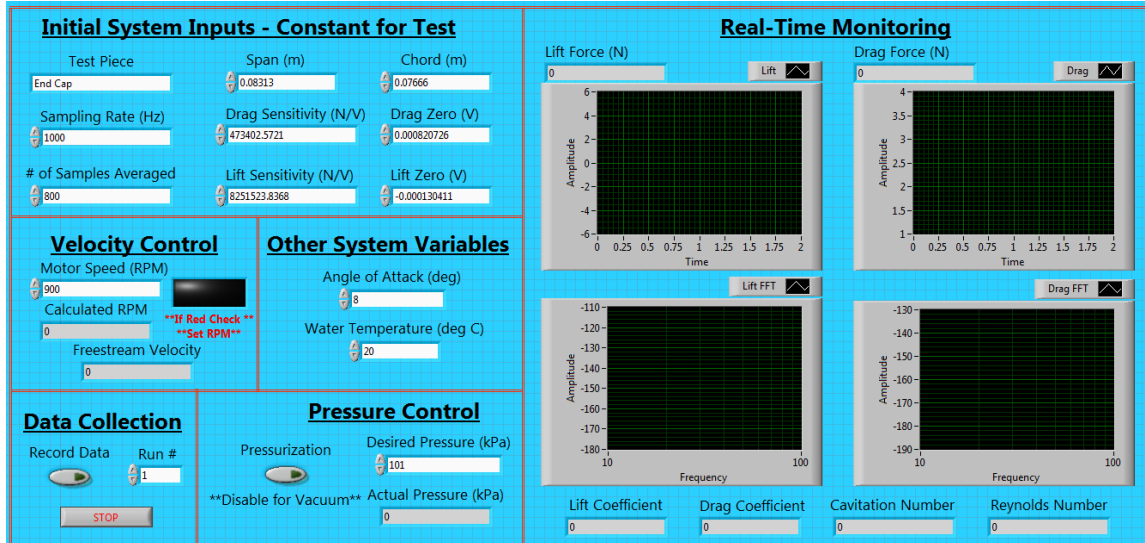 Initial System Inputs - Constant for Test
Test Piece
Span (m)
Chord (m)
End Cap
0.08313
0.07666
Sampling Rate (Hz)
Drag Sensitivity (N/V)
Drag Zero (V)
1000
473402.5721
0.000820726
# of Samples Averaged
Lift Sensitivity (N/V)
Lift Zero (V)
800
8251523.8368
-0.000130411
Velocity Control
Motor Speed (RPM)
900
Calculated RPM
0
**If Red Check **
**Set RPM**
Freestream Velocity
0
Other System Variables
Angle of Attack (deg)
8
Water Temperature (deg C)
20
Data Collection
Record Data
Run #
1
STOP
Pressure Control
Pressurization
Desired Pressure (kPa)
101
**Disable for Vacuum**
Actual Pressure (kPa)
0
Real-Time Monitoring
Lift Force (N)
0
Lift
6
4
2
0
-2
-4
-6
Amplitude
0 0.25 0.5 0.75 1 1.25 1.5 1.75 2
Time
Drag Force (N)
0
Drag
4
3.5
3
2.5
2
1.5
1
Amplitude
0 0.25 0.5 0.75 1 1.25 1.5 1.75 2
Time
Lift FFT
-110
-130
-140
-150
-160
-180
Amplitude
10 100
Frequency
Drag FFT
-130
-150
-160
-170
-180
-190
Amplitude
10 100
Frequency
Lift Coefficient
0
Drag Coefficient
0
Cavitation Number
0
Reynolds Number
0